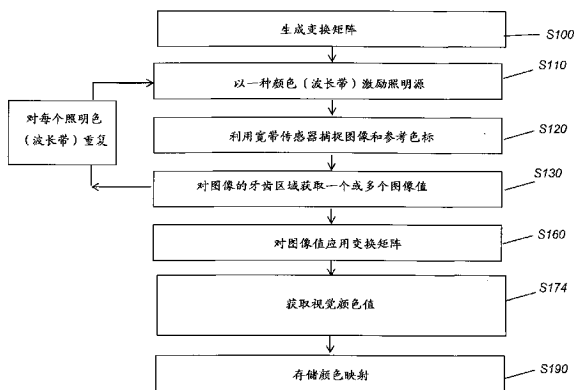 生成变换矩阵
S100
以一种颜色（波长带）激励照明源
S110
对每个照明色
（波长带）重复
利用宽带传感器捕捉图像和参考色标
S120
对图像的牙齿区域获取一个或多个图像值
S130
对图像值应用变换矩阵
S160
获取视觉颜色值
S174
存储颜色映射
S190